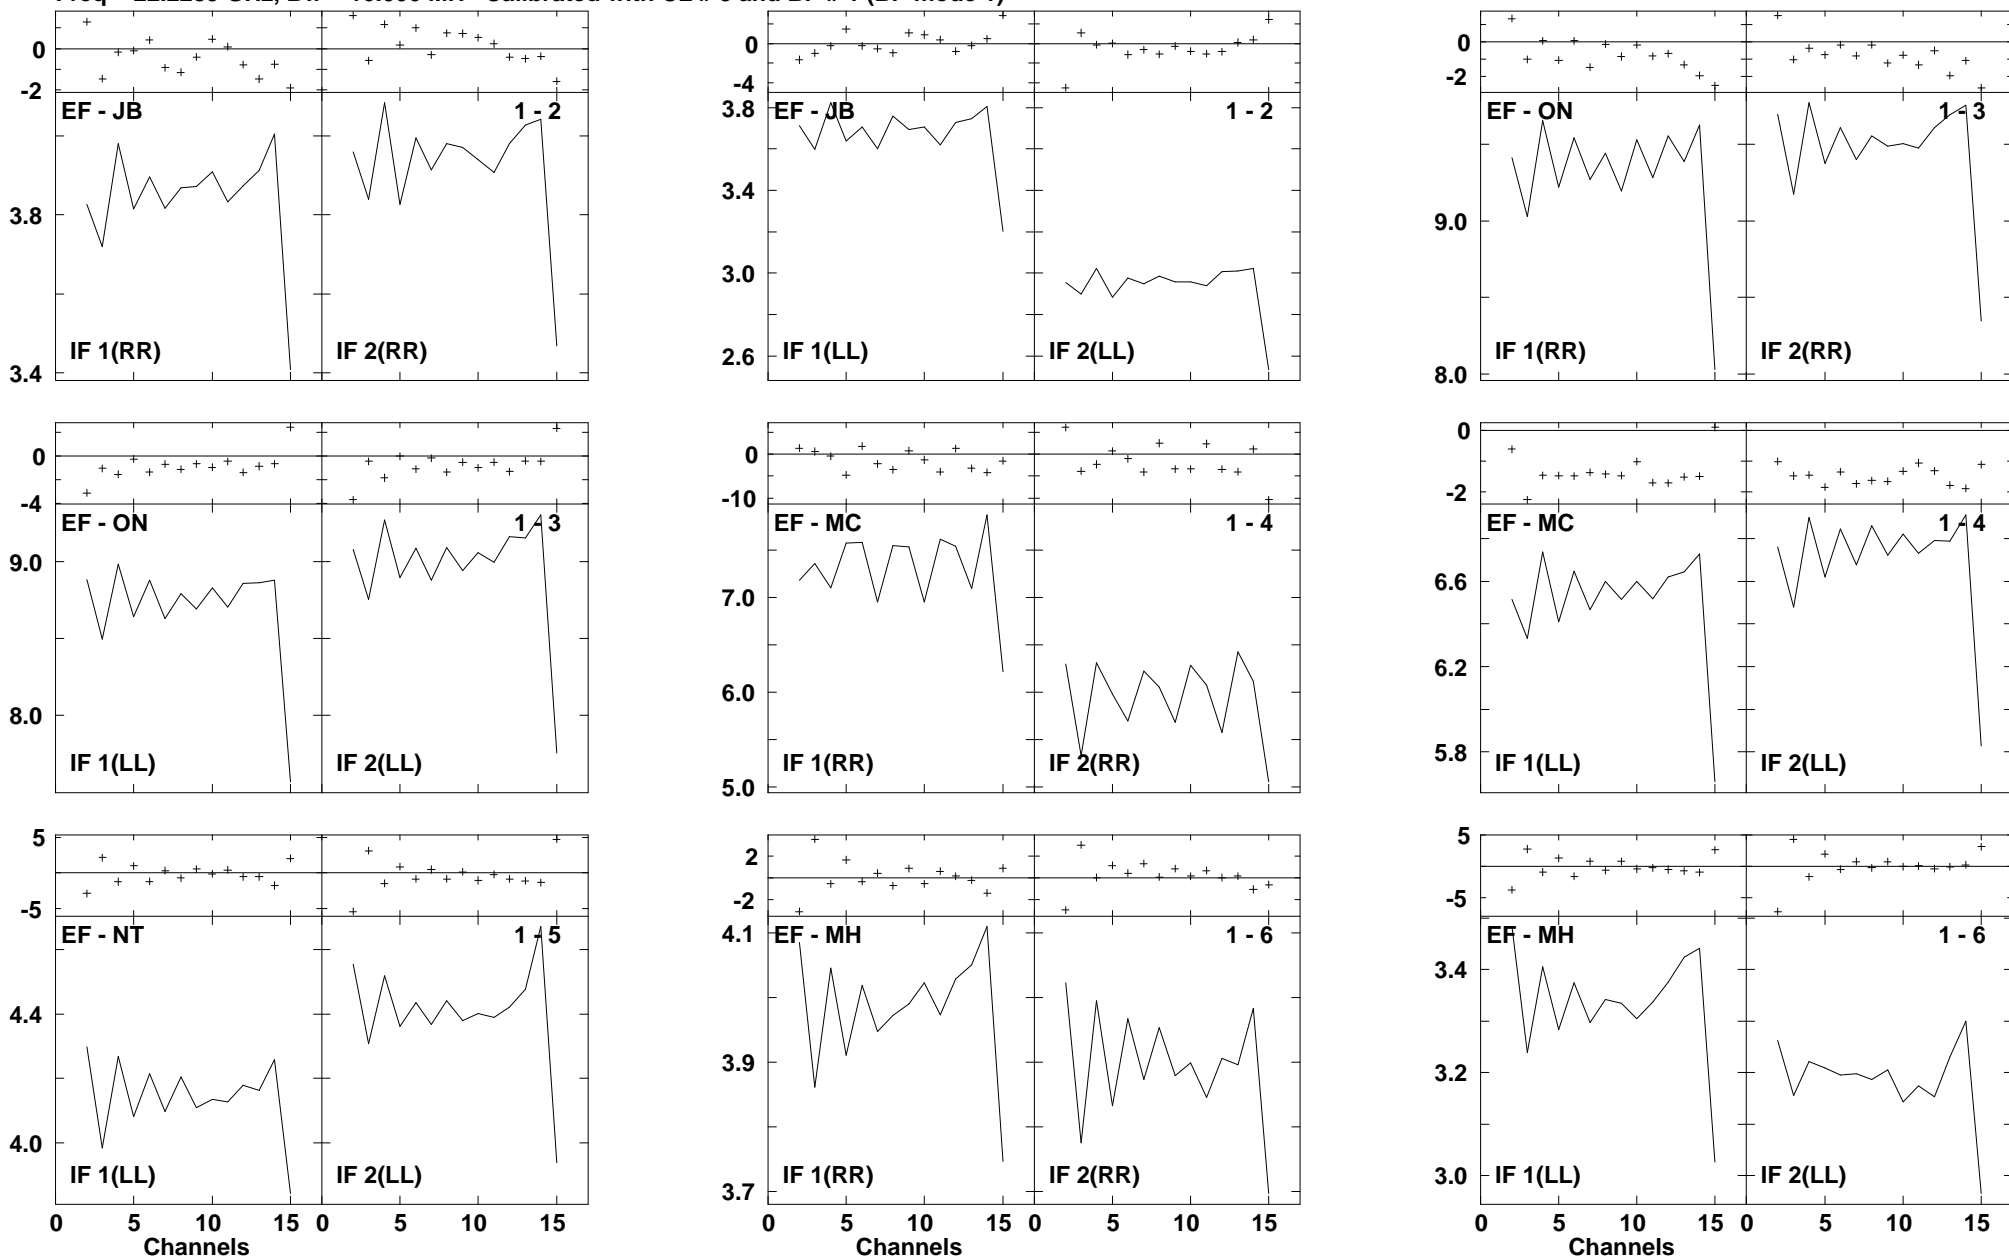 0
-2
EF - JB
1 - 2
3.8
3.4
IF 1(RR)
IF 2(RR)
0
-4
3.8
EF - JB
1 - 2
3.4
3.0
2.6
IF 1(LL)
IF 2(LL)
0
-2
EF - ON
1 - 3
9.0
8.0
IF 1(RR)
IF 2(RR)
0
-4
EF - ON
1 - 3
9.0
8.0
IF 1(LL)
IF 2(LL)
0
-10
EF - MC
1 - 4
7.0
6.0
5.0
IF 1(RR)
IF 2(RR)
0
-2
EF - MC
1 - 4
6.6
6.2
5.8
IF 1(LL)
IF 2(LL)
5
-5
EF - NT
1 - 5
4.4
4.0
IF 1(LL)
IF 2(LL)
0 5 10 15 0 5 10 15
Channels
2
-2
4.1
EF - MH
1 - 6
3.9
3.7
IF 1(RR)
IF 2(RR)
0 5 10 15 0 5 10 15
Channels
5
-5
EF - MH
1 - 6
3.4
3.2
3.0
IF 1(LL)
IF 2(LL)
0 5 10 15 0 5 10 15
Channels